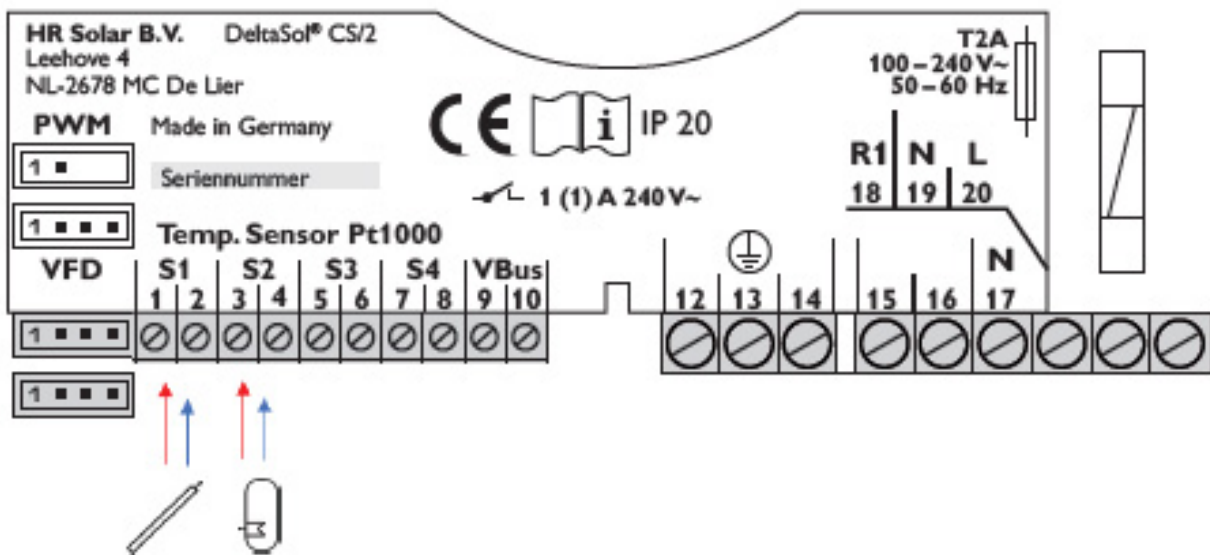 HR Solar B.V. DeltaSol® CS/2
Leehove 4
NL-2678 MC De Lier
PWM Made in Germany
1
Seriennummer
1
VFD
CE i IP 20
1 (1) A 240 V~
T2A
100–240 V~
50–60 Hz
R1 N L
18 19 20
Temp. Sensor Pt1000
S1 S2 S3 S4 VBus
1 2 3 4 5 6 7 8 9 10
N
12 13 14 15 16 17
1
1